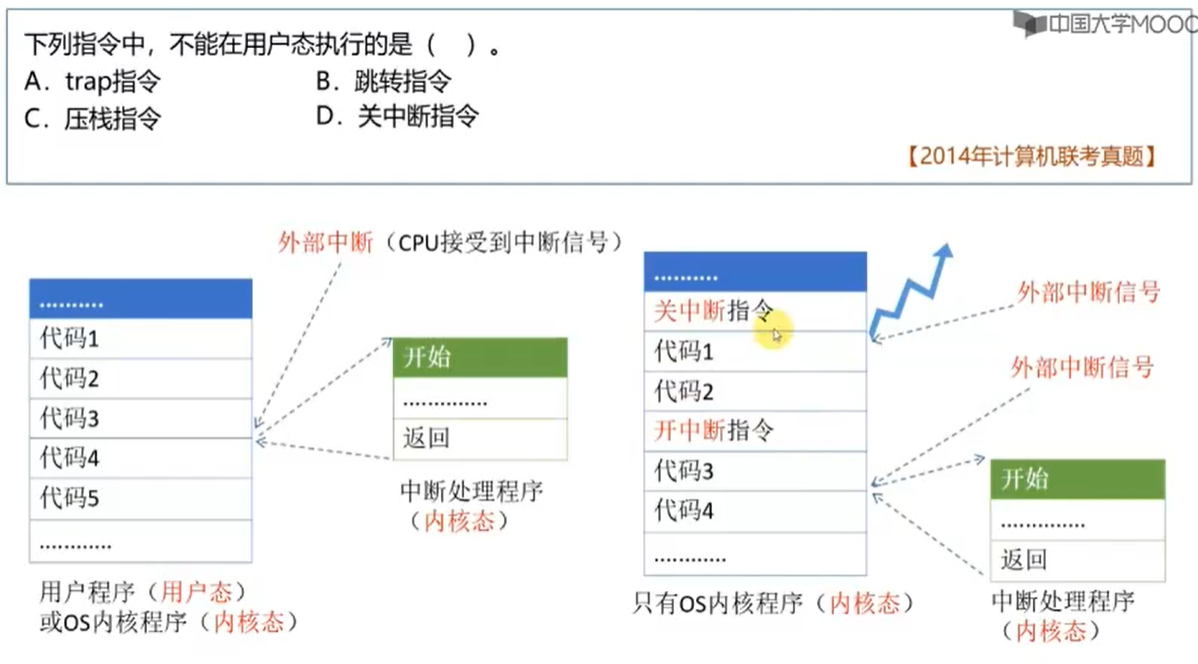 中国大学MOOC
下列指令中，不能在用户态执行的是（ ）。
A．trap指令 B．跳转指令
C．压栈指令 D．关中断指令
【2014年计算机联考真题】
外部中断（CPU接受到中断信号）
..........
代码1
代码2
代码3
代码4
代码5
............
用户程序（用户态）
或OS内核程序（内核态）
开始
..............
返回
中断处理程序
（内核态）
..........
关中断指令
代码1
代码2
开中断指令
代码3
代码4
............
只有OS内核程序（内核态）
外部中断信号
外部中断信号
开始
..............
返回
中断处理程序
（内核态）